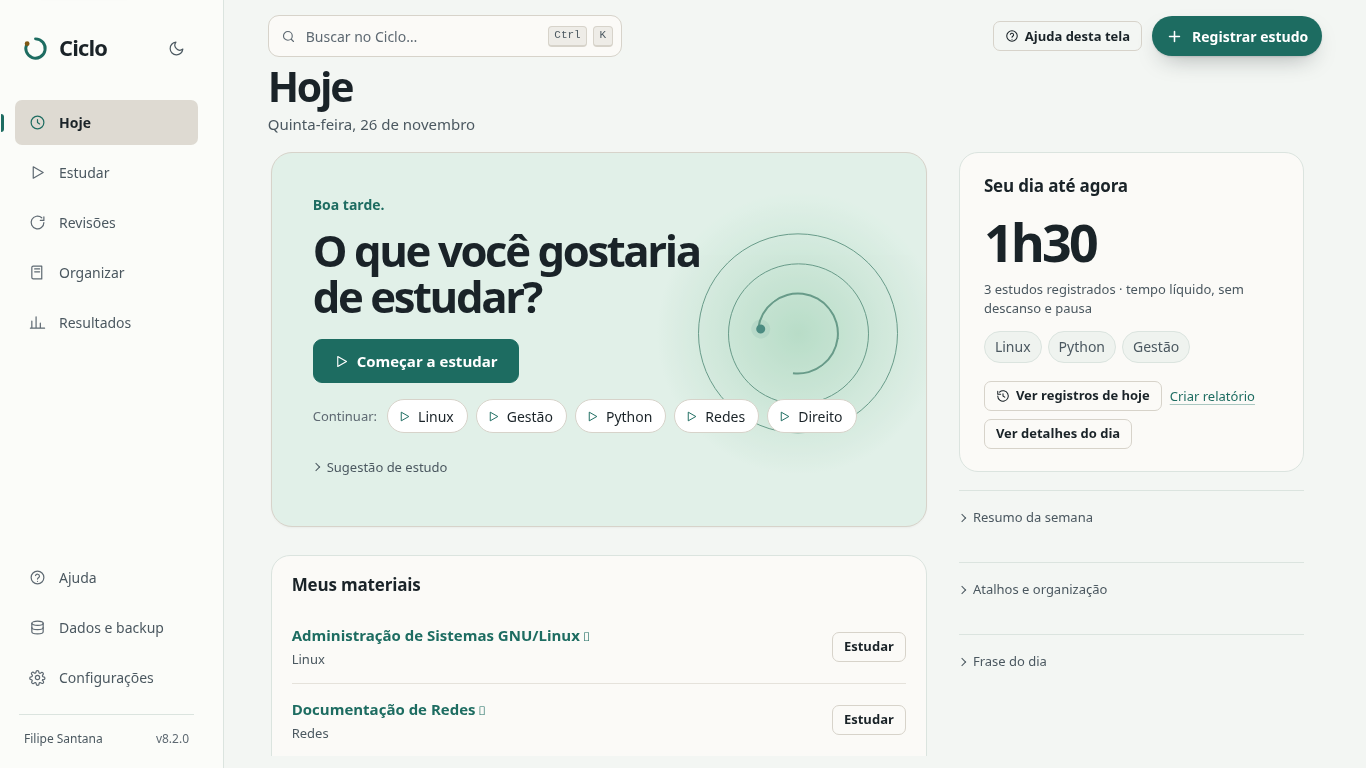 Ciclo
Hoje
Estudar
Revisões
Organizar
Resultados
Ajuda
Dados e backup
Configurações
Filipe Santana
v8.2.0
Buscar no Ciclo...
Ctrl
K
Ajuda desta tela
Registrar estudo
Hoje
Quinta-feira, 26 de novembro
Boa tarde.
O que você gostaria
de estudar?
Começar a estudar
Continuar:
Linux
Gestão
Python
Redes
Direito
Sugestão de estudo
Meus materiais
Administração de Sistemas GNU/Linux
Linux
Estudar
Documentação de Redes
Redes
Estudar
Seu dia até agora
1h30
3 estudos registrados · tempo líquido, sem
descanso e pausa
Linux
Python
Gestão
Ver registros de hoje
Criar relatório
Ver detalhes do dia
Resumo da semana
Atalhos e organização
Frase do dia